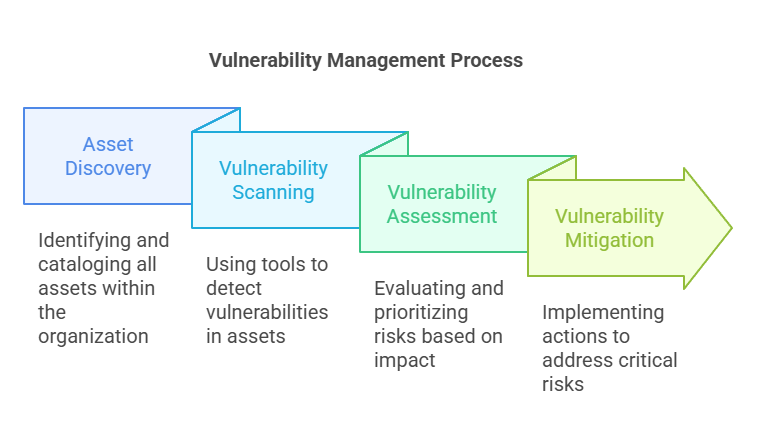 Vulnerability Management Process
Asset
Discovery
Identifying and
cataloging all
assets within
the
organization
Vulnerability
Scanning
Using tools to
detect
vulnerabilities
in assets
Vulnerability
Assessment
Evaluating and
prioritizing
risks based on
impact
Vulnerability
Mitigation
Implementing
actions to
address critical
risks